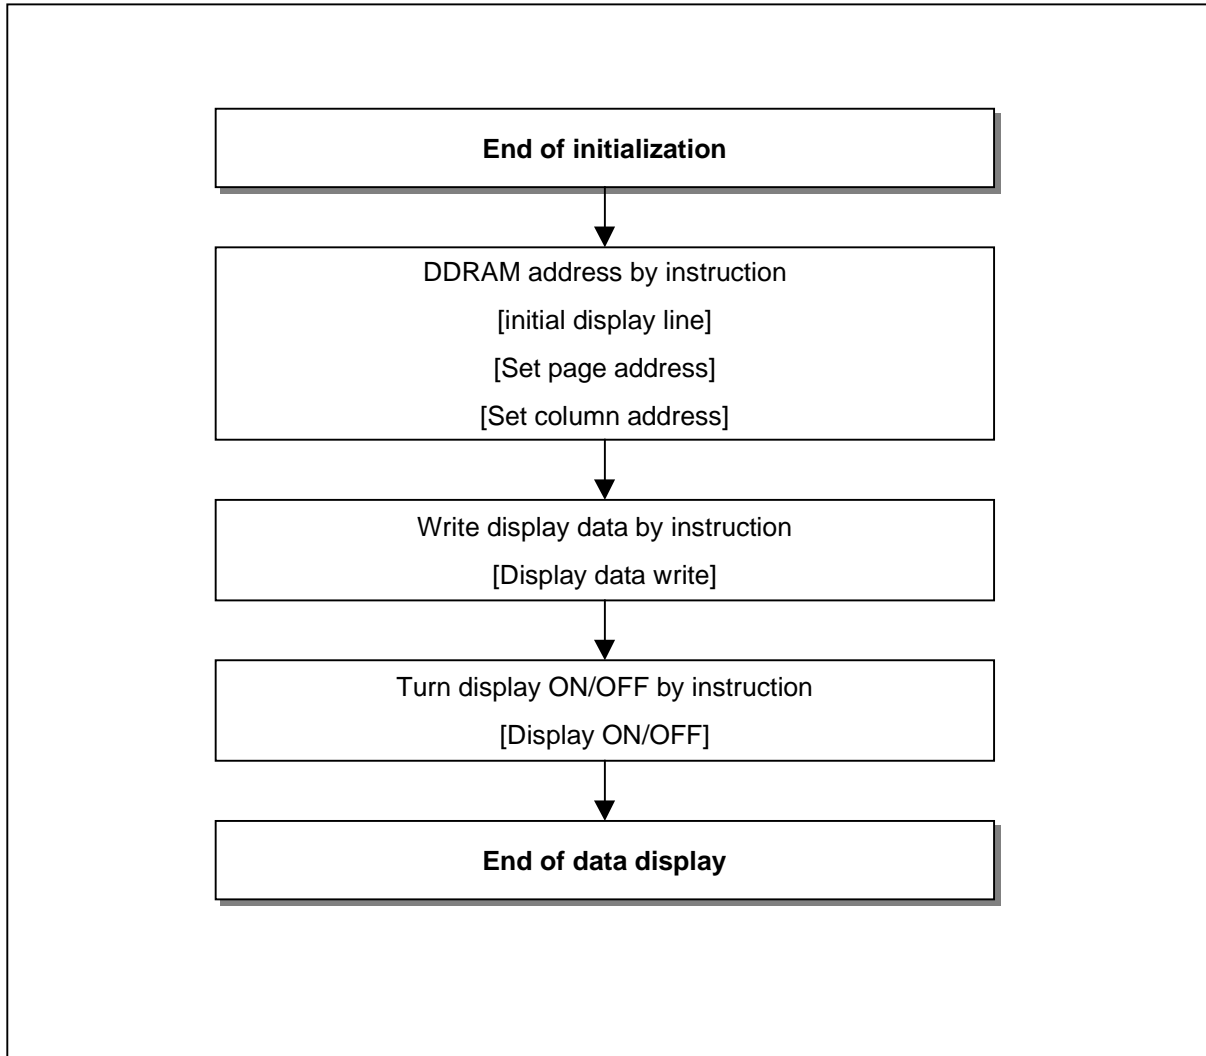 End of initialization
DDRAM address by instruction
[initial display line]
[Set page address]
[Set column address]
Write display data by instruction
[Display data write]
Turn display ON/OFF by instruction
[Display ON/OFF]
End of data display